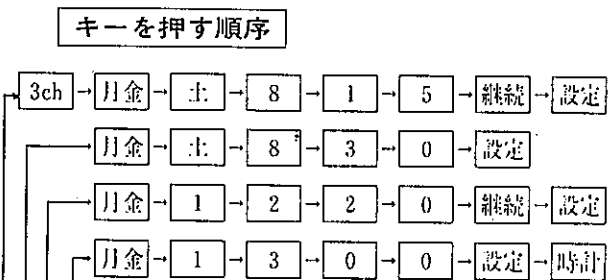 キーを押す順序
3ch → 月金 → 土 → 8 → 1 → 5 → 継続 → 設定
月金 → 土 → 8 → 3 → 0 → 設定
月金 → 1 → 2 → 2 → 0 → 継続 → 設定
月金 → 1 → 3 → 0 → 0 → 設定 → 時計